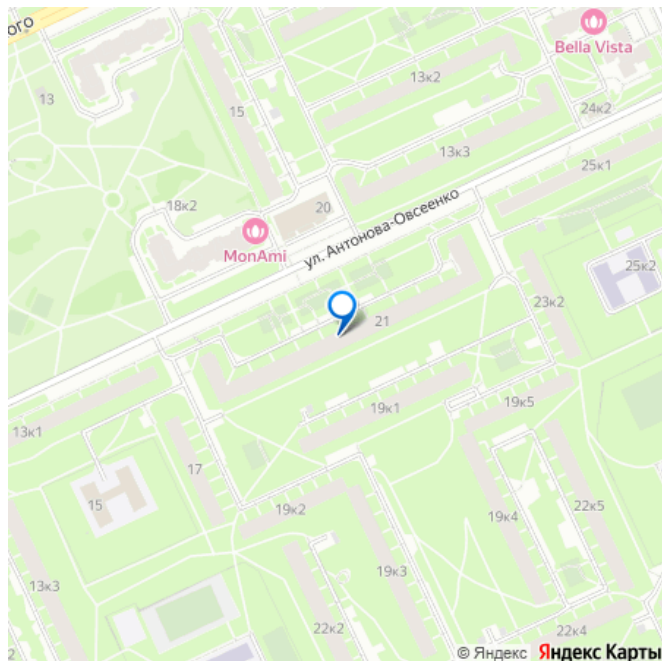 ого
Bella Vista
13к2
13
15
24к2
13к3
25к1
18к2
20
ул. Антонова-Овсеенко
MonAmi
25к2
23к2
21
19к1
19к5
13к1
17
15
19к2
19к4
22к5
13к3
19к3
22к2
22к4
© Яндекс Яндекс Карты